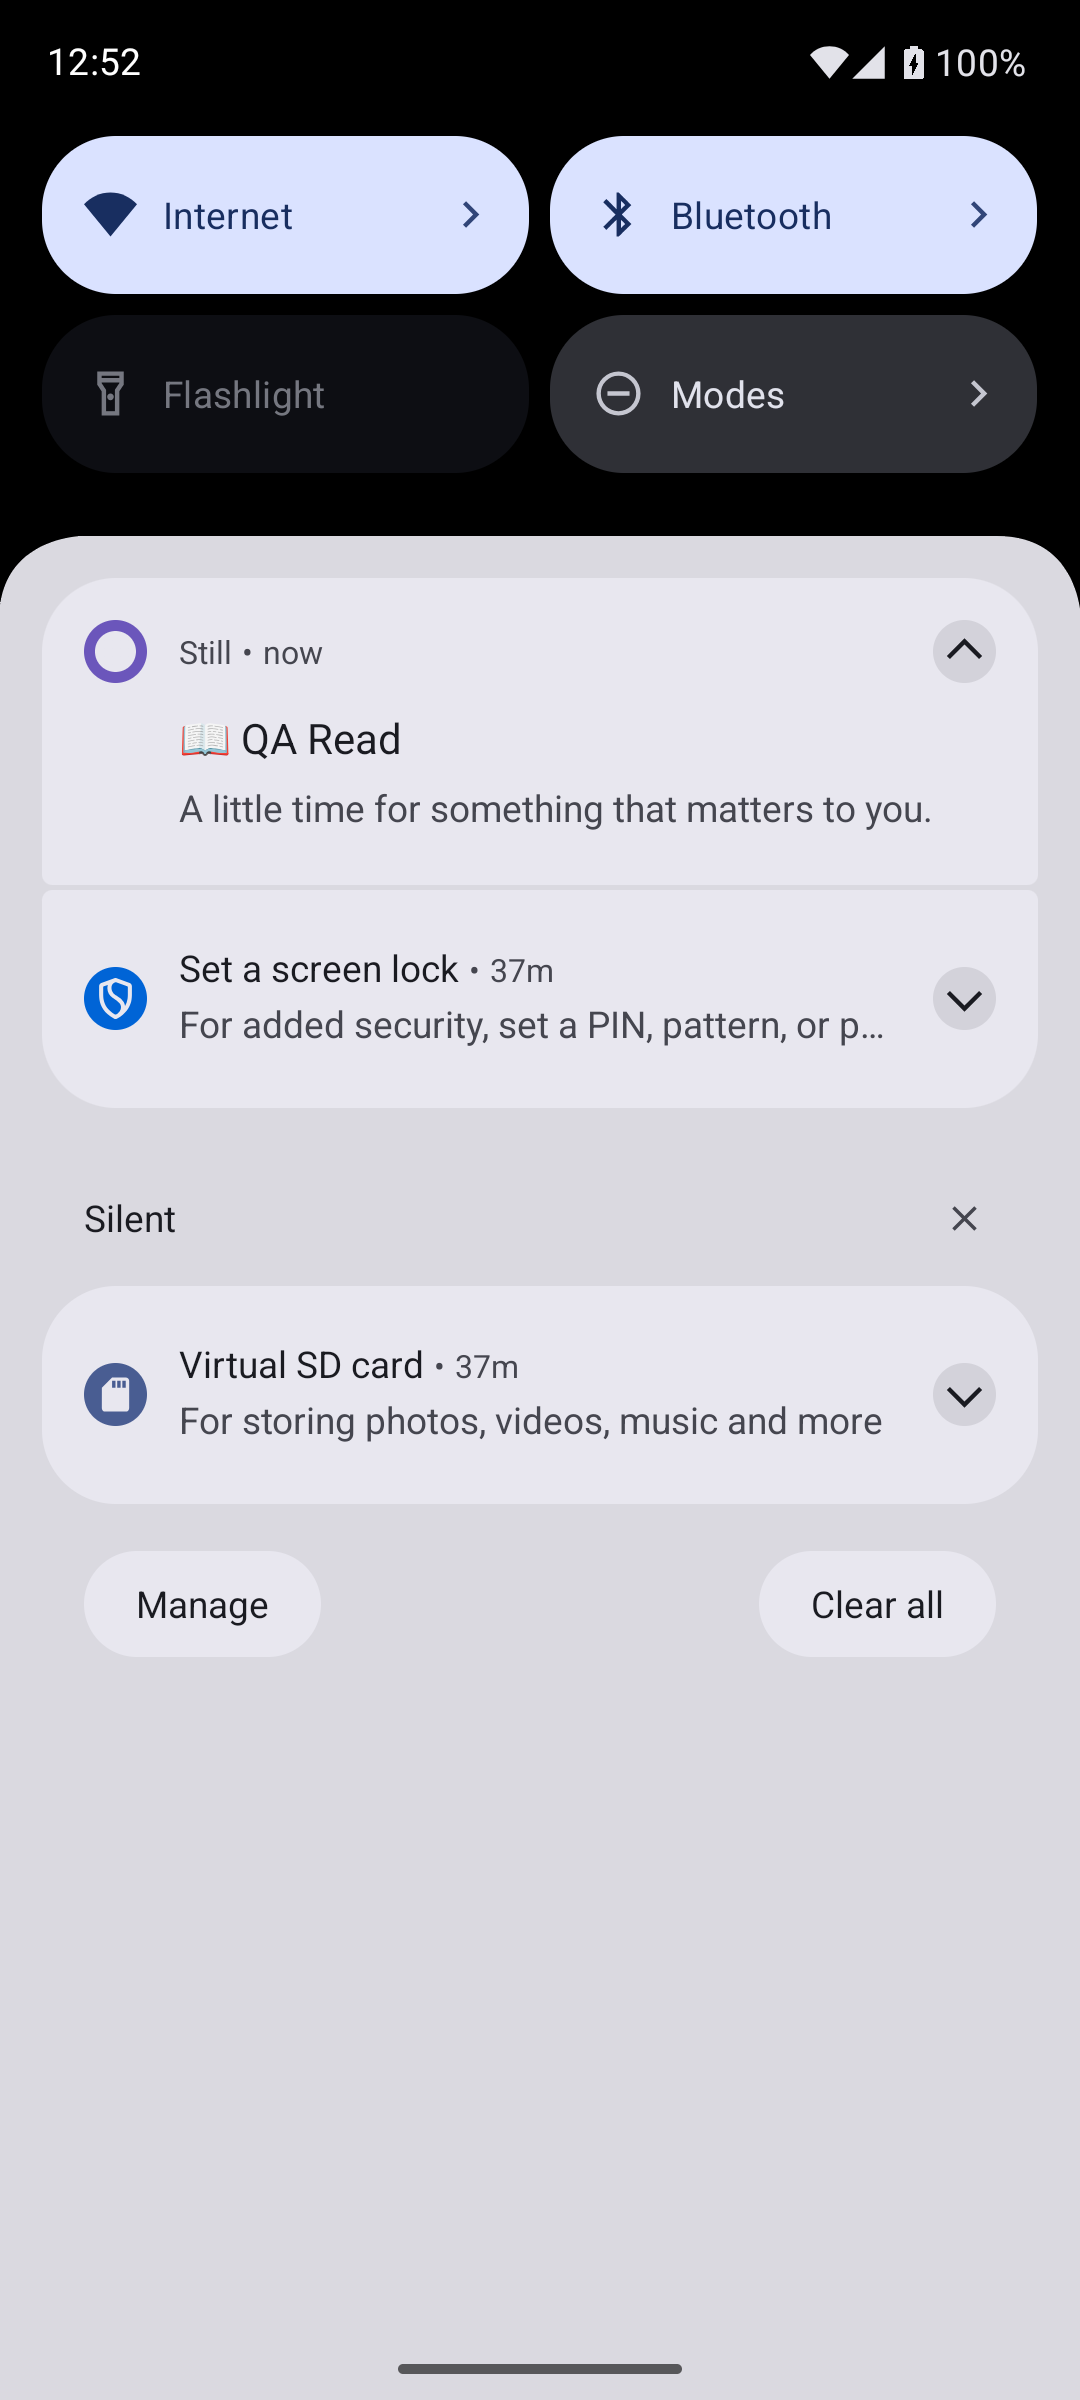 12:52
100%
Internet
Bluetooth
Flashlight
Modes
Still • now
📖 QA Read
A little time for something that matters to you.
Set a screen lock • 37m
For added security, set a PIN, pattern, or p…
Silent
Virtual SD card • 37m
For storing photos, videos, music and more
Manage
Clear all